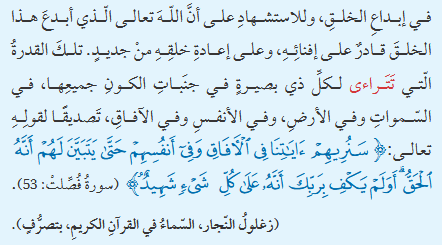 في إبداعِ الخلقِ، وللاستشهادِ على أنَّ اللّهَ تعالى الّذي أبدعَ هذا
الخلقَ قادرٌ على إفنائِهِ، وعلى إعادةِ خلقِهِ منْ جديدٍ. تلكَ القدرةُ
الّتي تَتَراءى لكلِّ ذي بصيرةٍ في جنَباتِ الكونِ جميعِها، في
السّمواتِ وفي الأرضِ، وفي الأنفسِ وفي الآفاقِ، تَصديقًا لقولِهِ
تعالى: ﴿ سَنُرِيهِمْ ءَايَٰتِنَا فِي ٱلْأٓفَاقِ وَفِيٓ أَنفُسِهِمْ حَتَّىٰ يَتَبَيَّنَ لَهُمْ أَنَّهُ
ٱلْحَقُّ ۗ أَوَلَمْ يَكْفِ بِرَبِّكَ أَنَّهُۥ عَلَىٰ كُلِّ شَىْءٍ شَهِيدٌ ﴾ (سورةُ فُصِّلتْ: 53).
(زغلولُ النّجار، السّماءُ في القرآنِ الكريمِ، بتصرُّفٍ).